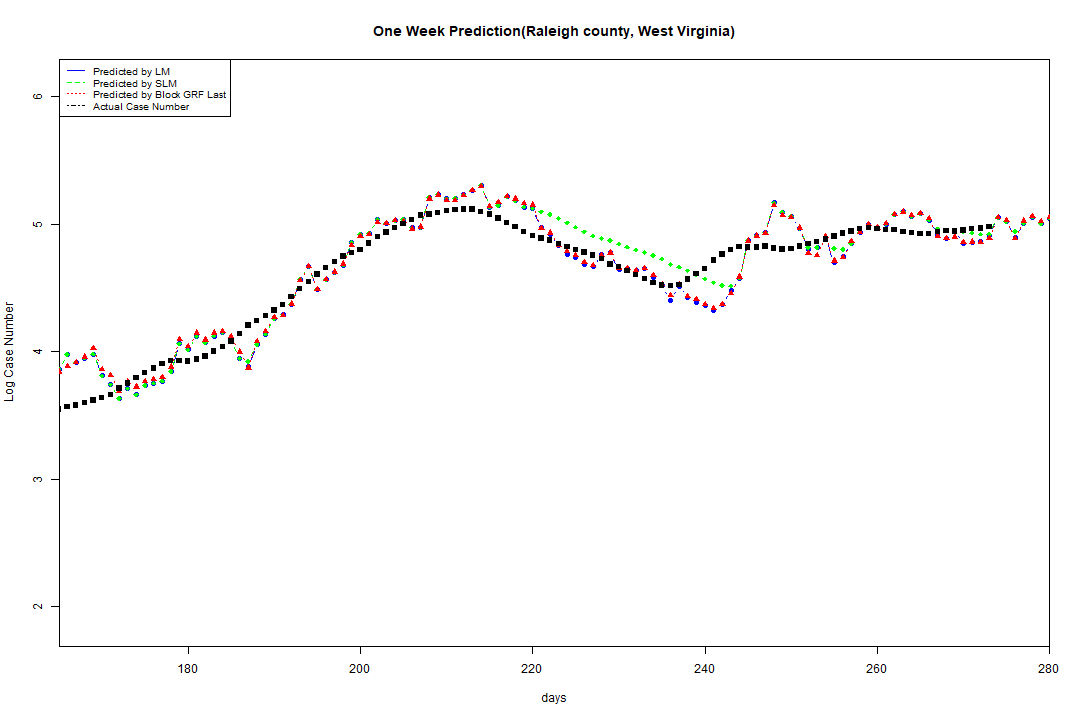 One Week Prediction(Raleigh county, West Virginia)
Predicted by LM
Predicted by SLM
Predicted by Block GRF Last
Actual Case Number
6
5
4
3
2
Log Case Number
180 200 220 240 260 280
days